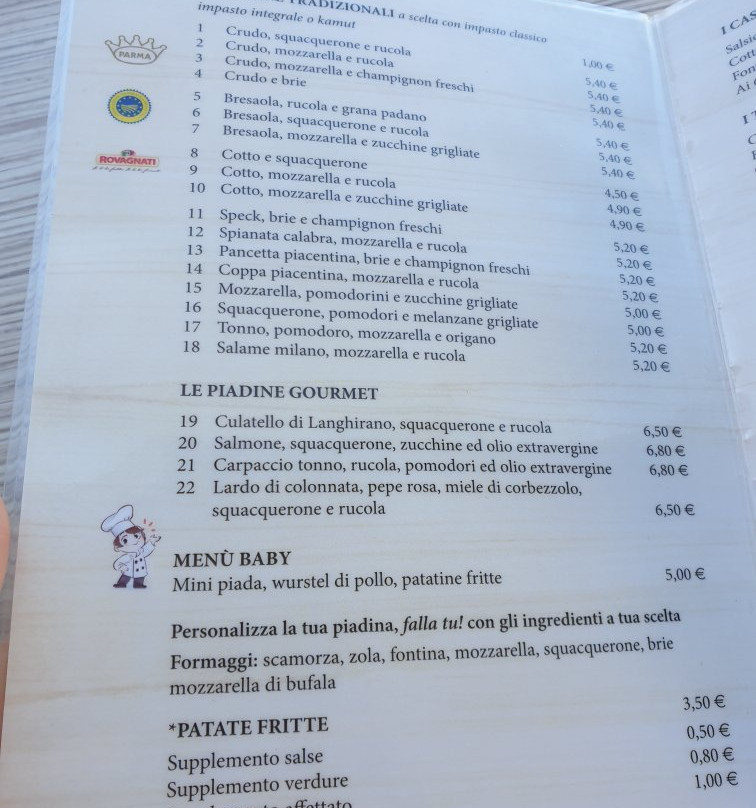 TRADIZIONALI a scelta con impasto classico
impasto integrale o kamut
1,00 €
1 Crudo, squacquerone e rucola 5,40 €
2 Crudo, mozzarella e rucola 5,40 €
3 Crudo, mozzarella e champignon freschi 5,40 €
4 Crudo e brie 5,40 €
PARMA
5 Bresaola, rucola e grana padano 5,40 €
6 Bresaola, squacquerone e rucola 5,40 €
7 Bresaola, mozzarella e zucchine grigliate 5,40 €
ROVAGNATI
8 Cotto e squacquerone 4,50 €
9 Cotto, mozzarella e rucola 4,90 €
10 Cotto, mozzarella e zucchine grigliate 4,90 €
11 Speck, brie e champignon freschi 5,20 €
12 Spianata calabra, mozzarella e rucola 5,20 €
13 Pancetta piacentina, brie e champignon freschi 5,20 €
14 Coppa piacentina, mozzarella e rucola 5,20 €
15 Mozzarella, pomodorini e zucchine grigliate 5,00 €
16 Squacquerone, pomodori e melanzane grigliate 5,00 €
17 Tonno, pomodoro, mozzarella e origano 5,20 €
18 Salame milano, mozzarella e rucola 5,20 €
LE PIADINE GOURMET
19 Culatello di Langhirano, squacquerone e rucola 6,50 €
20 Salmone, squacquerone, zucchine ed olio extravergine 6,80 €
21 Carpaccio tonno, rucola, pomodori ed olio extravergine 6,80 €
22 Lardo di colonnata, pepe rosa, miele di corbezzolo,
squacquerone e rucola 6,50 €
MENÙ BABY
Mini piada, wurstel di pollo, patatine fritte 5,00 €
Personalizza la tua piadina, falla tu! con gli ingredienti a tua scelta
Formaggi: scamorza, zola, fontina, mozzarella, squacquerone, brie
mozzarella di bufala
*PATATE FRITTE 3,50 €
Supplemento salse 0,50 €
Supplemento verdure 0,80 €
affettato 1,00 €
I CAS
Salsi
Cott
Fon
Ai
I